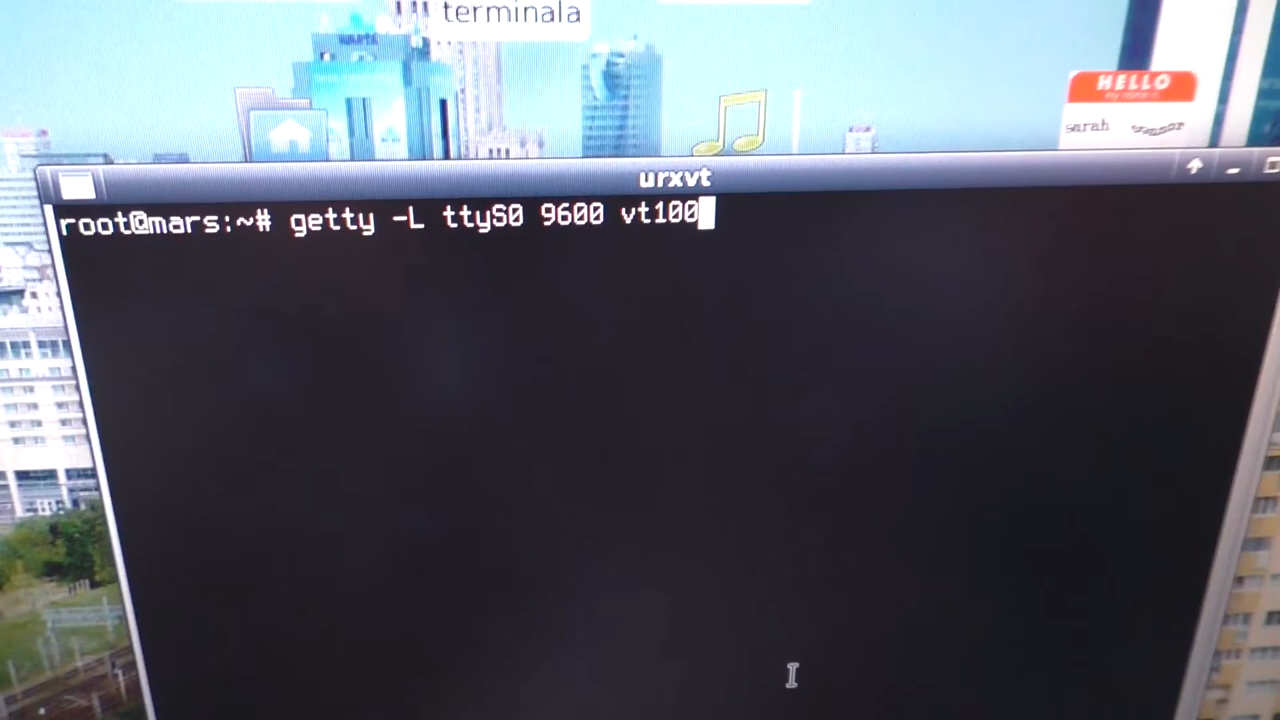 terminala
HELLO
my name is
sarah
urxvt
root@mars:~# getty -L ttyS0 9600 vt100